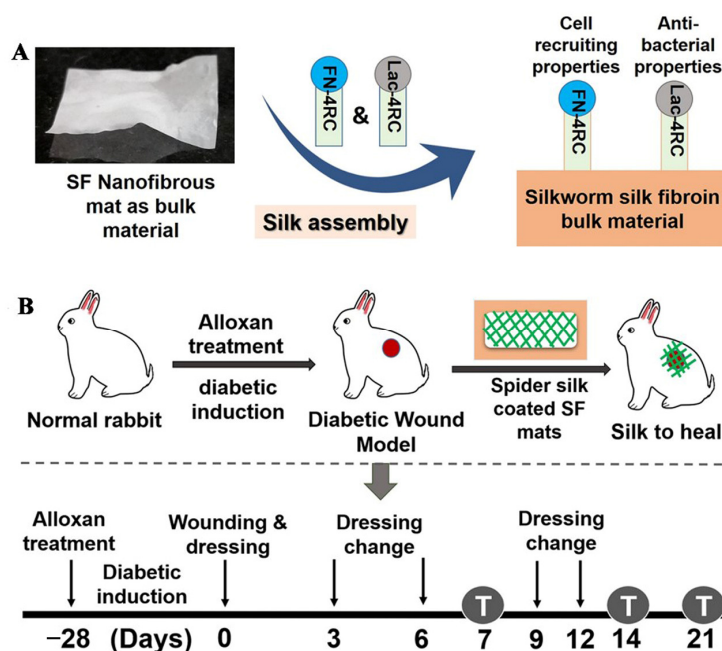 A
SF Nanofibrous
mat as bulk
material
FN-4RC
&
Lac-4RC
Silk assembly
Cell
recruiting
properties
Anti-
bacterial
properties
FN-4RC
Lac-4RC
Silkworm silk fibroin
bulk material
B
Normal rabbit
Alloxan
treatment
diabetic
induction
Diabetic Wound
Model
Spider silk
coated SF
mats
Silk to heal
Alloxan
treatment
Diabetic
induction
Wounding &
dressing
Dressing
change
Dressing
change
T
T
T
−28 (Days) 0 3 6 7 9 12 14 21